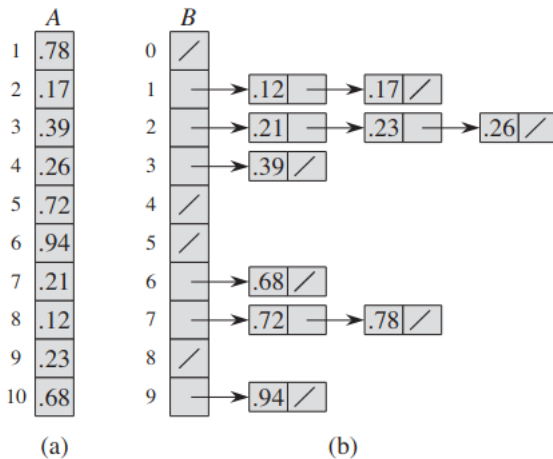 A B
1 .78 0 /
2 .17 1 .12 .17 /
3 .39 2 .21 .23 .26 /
4 .26 3 .39 /
5 .72 4 /
6 .94 5 /
7 .21 6 .68 /
8 .12 7 .72 .78 /
9 .23 8 /
10 .68 9 .94 /
(a) (b)